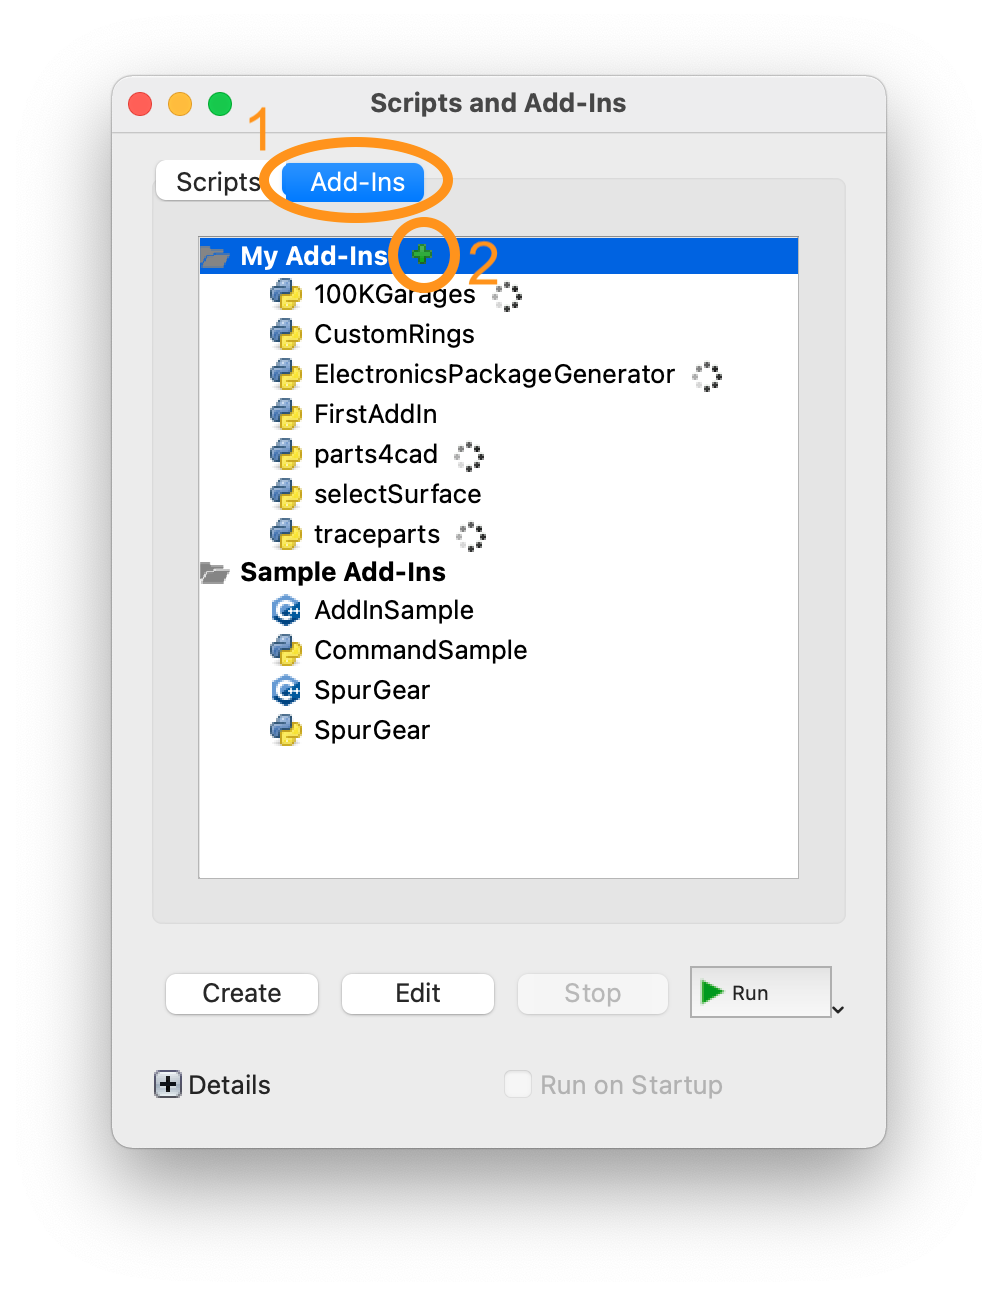 Scripts and Add-Ins
1
Scripts Add-Ins
My Add-Ins 2
100KGarages
CustomRings
ElectronicsPackageGenerator
FirstAddIn
parts4cad
selectSurface
traceparts
Sample Add-Ins
AddInSample
CommandSample
SpurGear
SpurGear
Create Edit Stop Run
Details Run on Startup